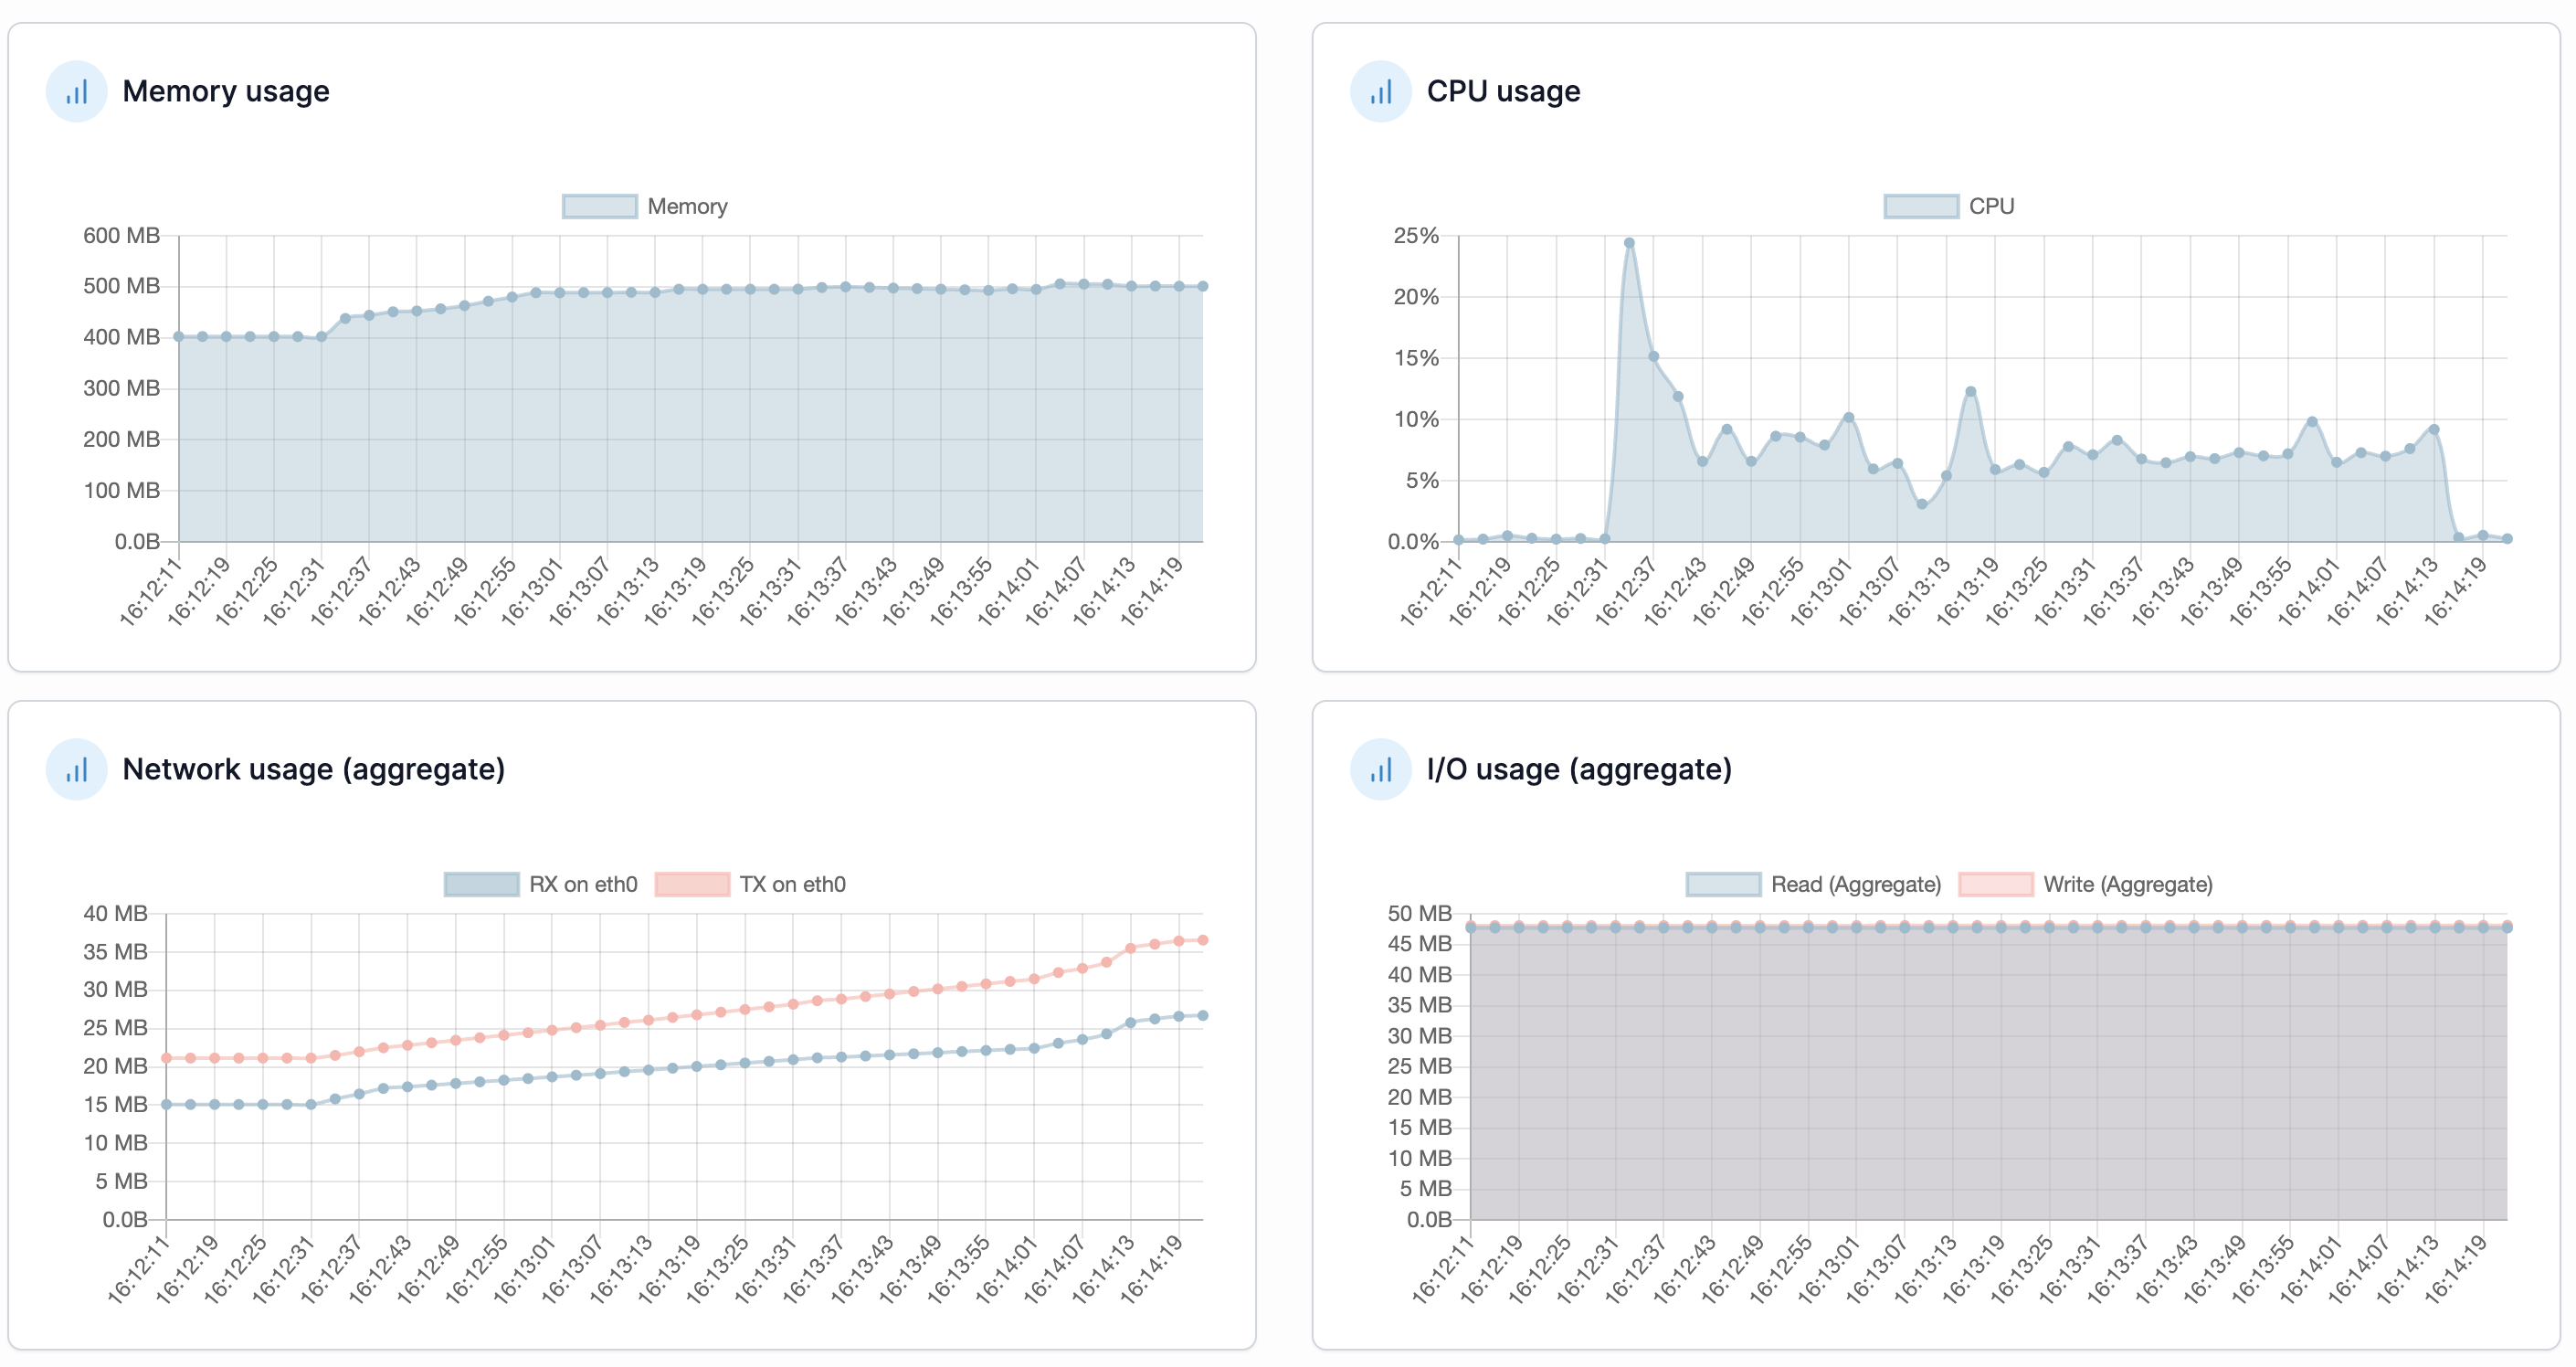 Memory usage
Memory
600 MB
500 MB
400 MB
300 MB
200 MB
100 MB
0.0B
16:12:11
16:12:19
16:12:25
16:12:31
16:12:37
16:12:43
16:12:49
16:12:55
16:13:01
16:13:07
16:13:13
16:13:19
16:13:25
16:13:31
16:13:37
16:13:43
16:13:49
16:13:55
16:14:01
16:14:07
16:14:13
16:14:19
CPU usage
CPU
25%
20%
15%
10%
5%
0.0%
16:12:11
16:12:19
16:12:25
16:12:31
16:12:37
16:12:43
16:12:49
16:12:55
16:13:01
16:13:07
16:13:13
16:13:19
16:13:25
16:13:31
16:13:37
16:13:43
16:13:49
16:13:55
16:14:01
16:14:07
16:14:13
16:14:19
Network usage (aggregate)
RX on eth0 TX on eth0
40 MB
35 MB
30 MB
25 MB
20 MB
15 MB
10 MB
5 MB
0.0B
16:12:11
16:12:19
16:12:25
16:12:31
16:12:37
16:12:43
16:12:49
16:12:55
16:13:01
16:13:07
16:13:13
16:13:19
16:13:25
16:13:31
16:13:37
16:13:43
16:13:49
16:13:55
16:14:01
16:14:07
16:14:13
16:14:19
I/O usage (aggregate)
Read (Aggregate) Write (Aggregate)
50 MB
45 MB
40 MB
35 MB
30 MB
25 MB
20 MB
15 MB
10 MB
5 MB
0.0B
16:12:11
16:12:19
16:12:25
16:12:31
16:12:37
16:12:43
16:12:49
16:12:55
16:13:01
16:13:07
16:13:13
16:13:19
16:13:25
16:13:31
16:13:37
16:13:43
16:13:49
16:13:55
16:14:01
16:14:07
16:14:13
16:14:19